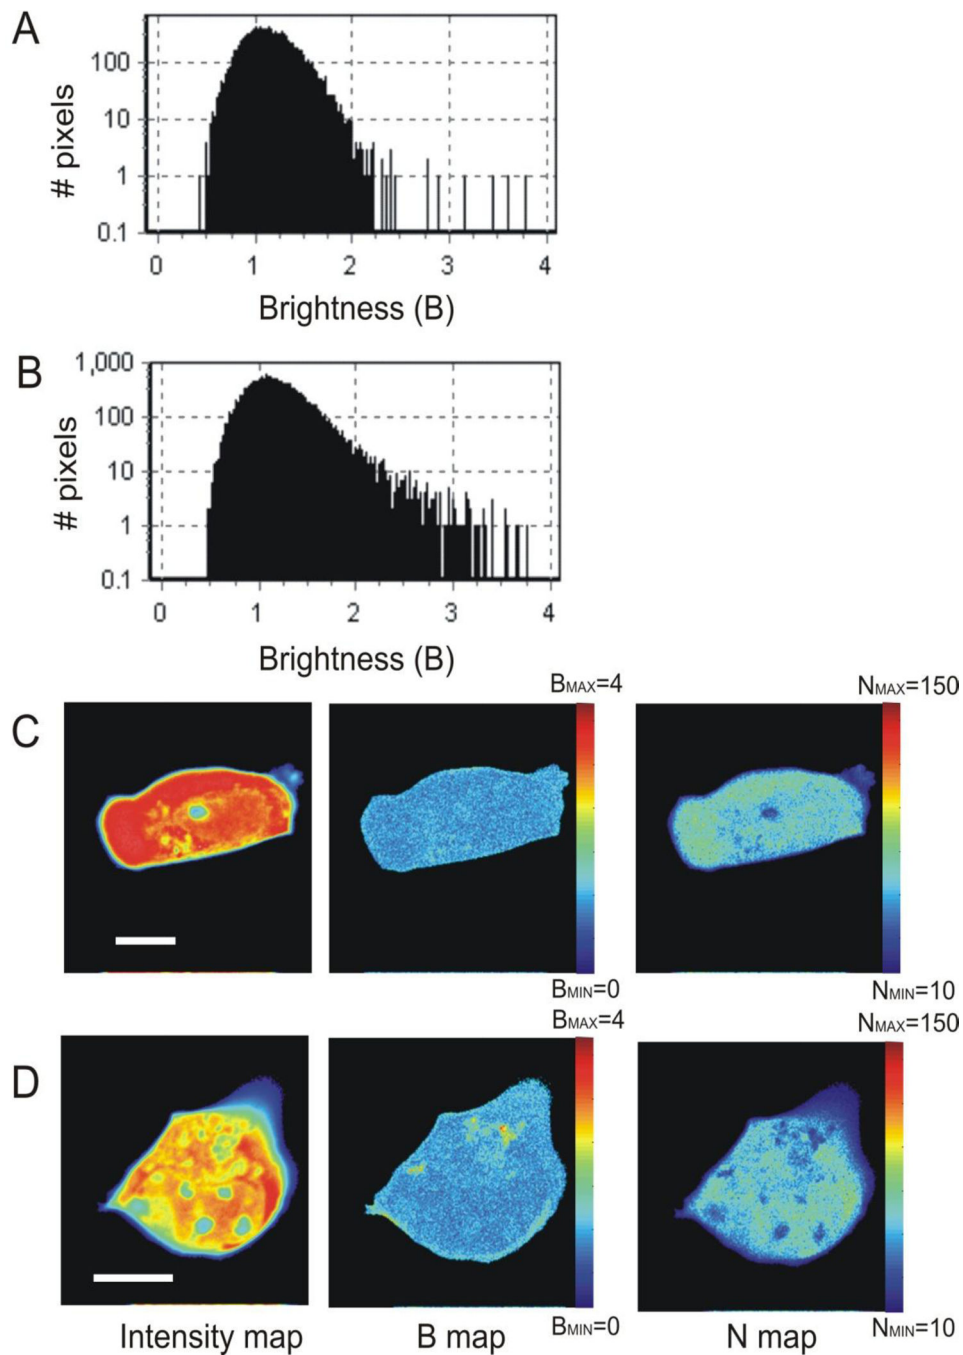 A
# pixels
100
10
1
0.1
0 1 2 3 4
Brightness (B)
B
# pixels
1,000
100
10
1
0.1
0 1 2 3 4
Brightness (B)
BMAX=4
NMAX=150
C
BMIN=0
NMIN=10
BMAX=4
NMAX=150
D
BMIN=0
NMIN=10
Intensity map
B map
N map